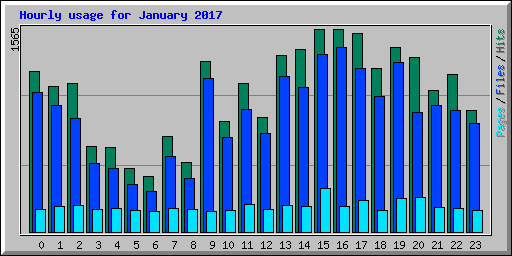 Hourly usage for January 2017
1565
Pages/Files/Hits
0 1 2 3 4 5 6 7 8 9 10 11 12 13 14 15 16 17 18 19 20 21 22 23